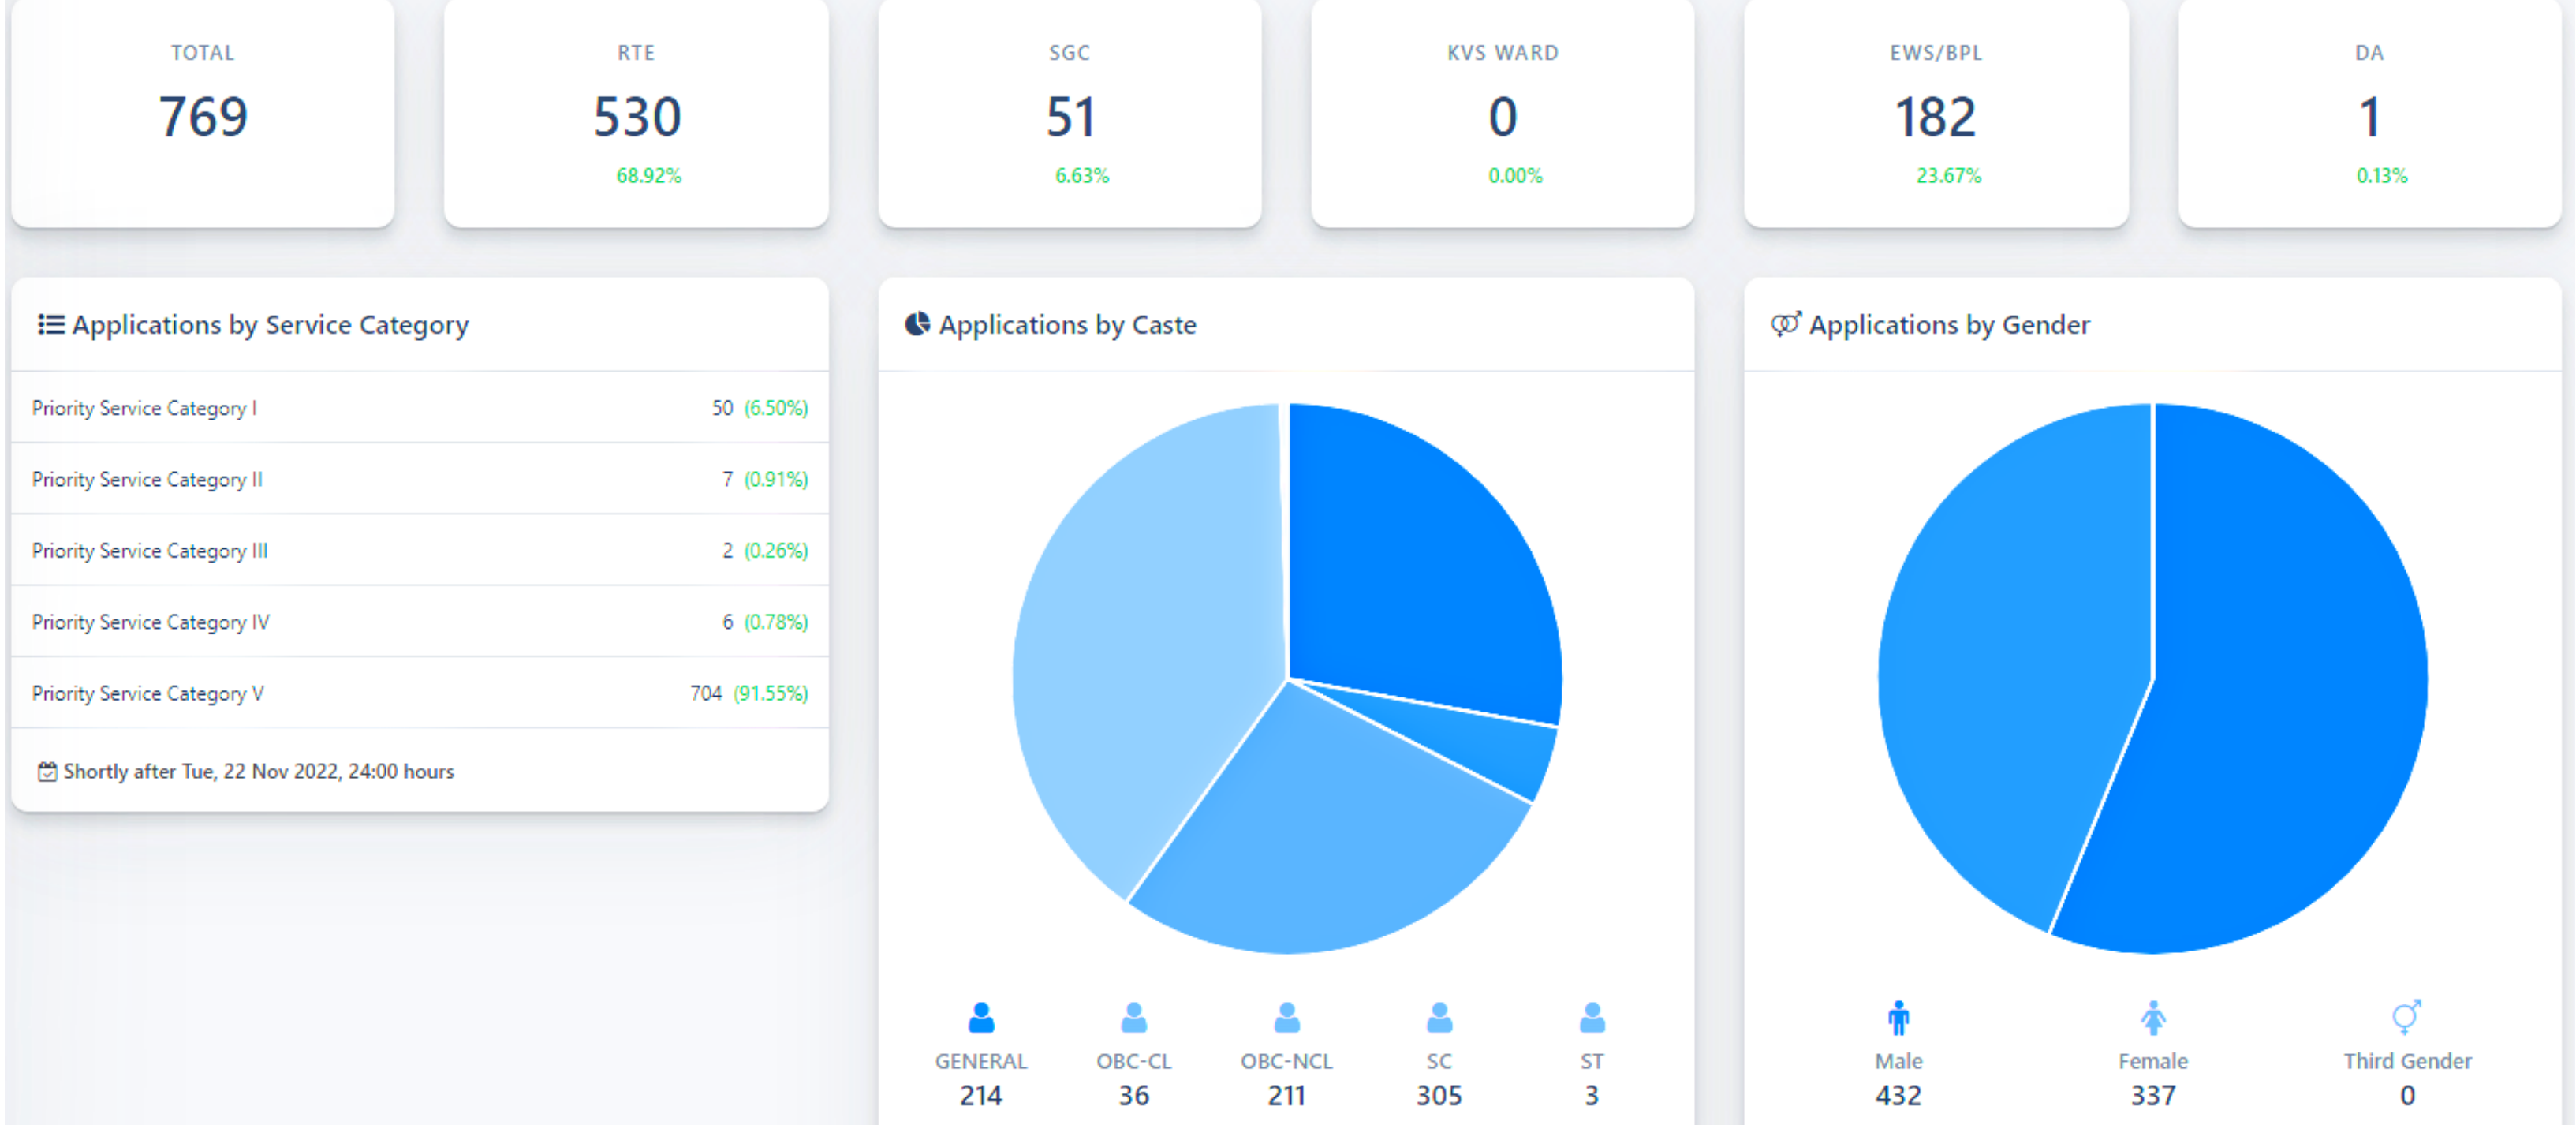 TOTAL
769
RTE
530
68.92%
SGC
51
6.63%
KVS WARD
0
0.00%
EWS/BPL
182
23.67%
DA
1
0.13%
Applications by Service Category
Priority Service Category I 50 (6.50%)
Priority Service Category II 7 (0.91%)
Priority Service Category III 2 (0.26%)
Priority Service Category IV 6 (0.78%)
Priority Service Category V 704 (91.55%)
Shortly after Tue, 22 Nov 2022, 24:00 hours
Applications by Caste
GENERAL
214
OBC-CL
36
OBC-NCL
211
SC
305
ST
3
Applications by Gender
Male
432
Female
337
Third Gender
0